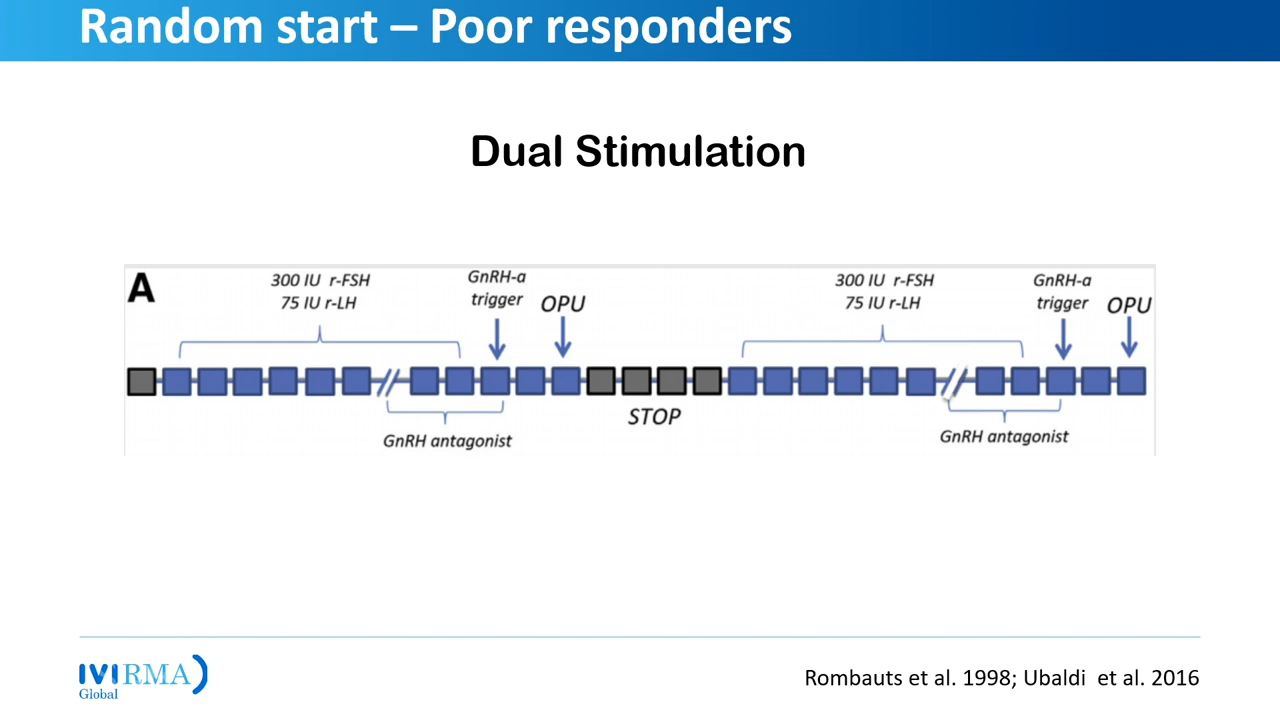 Random start – Poor responders
Dual Stimulation
A
300 IU r-FSH
75 IU r-LH
GnRH-a
trigger
OPU
300 IU r-FSH
75 IU r-LH
GnRH-a
trigger
OPU
STOP
GnRH antagonist
GnRH antagonist
IVIRMA
Global
Rombauts et al. 1998; Ubaldi et al. 2016